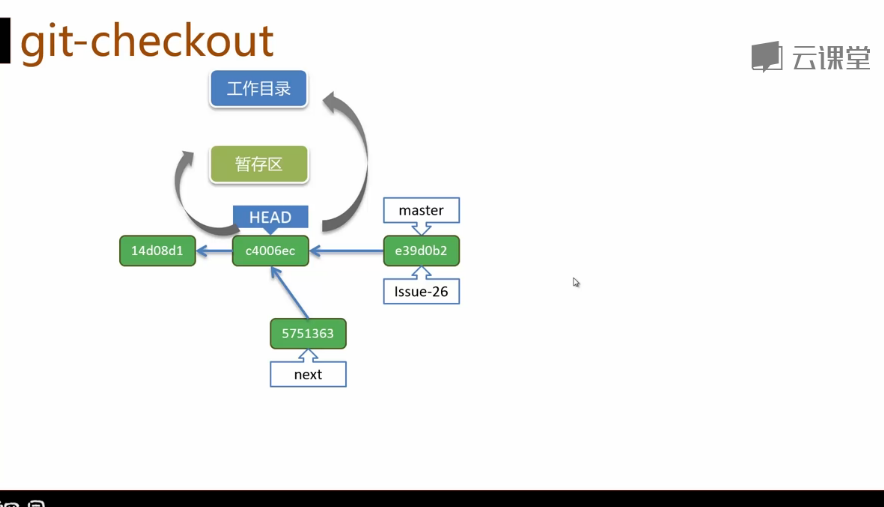 git-checkout
云课堂
工作目录
暂存区
HEAD
master
14d08d1
c4006ec
e39d0b2
Issue-26
5751363
next